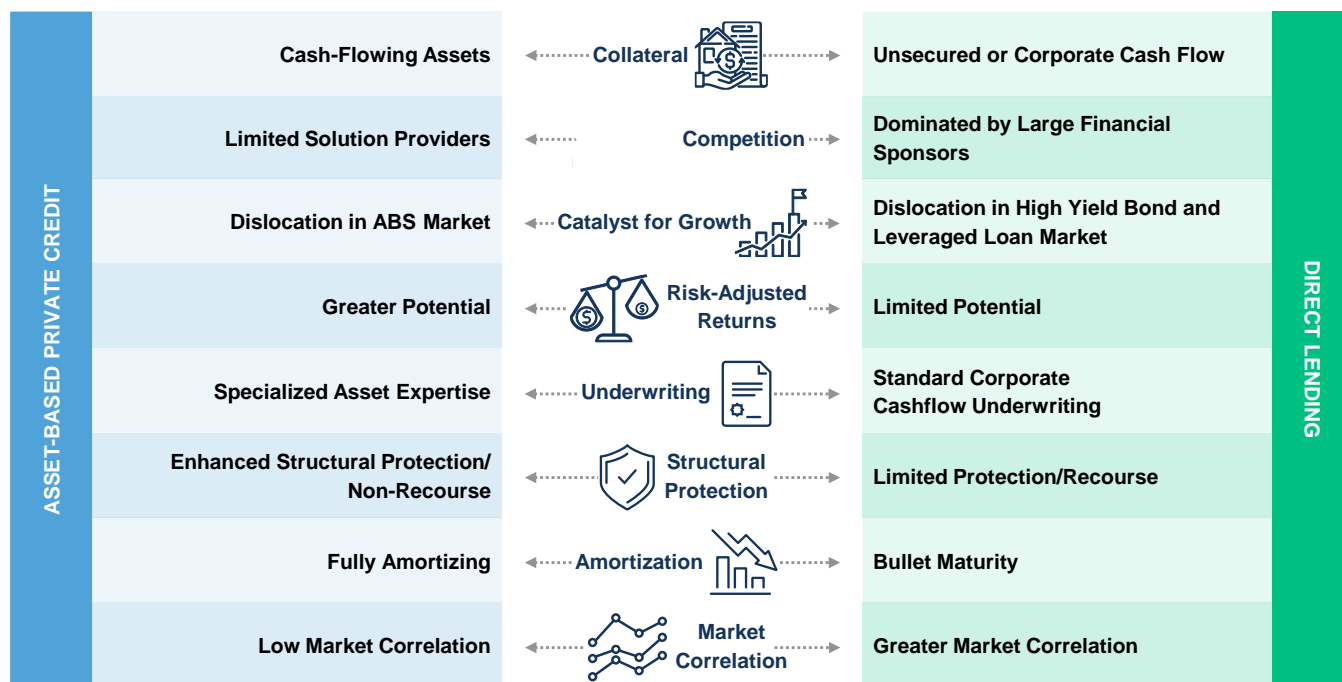 ASSET-BASED PRIVATE CREDIT
Cash-Flowing Assets
Collateral
Unsecured or Corporate Cash Flow
Limited Solution Providers
Competition
Dominated by Large Financial
Sponsors
Dislocation in ABS Market
Catalyst for Growth
Dislocation in High Yield Bond and
Leveraged Loan Market
Greater Potential
Risk-Adjusted
Returns
Limited Potential
Specialized Asset Expertise
Underwriting
Standard Corporate
Cashflow Underwriting
Enhanced Structural Protection/
Non-Recourse
Structural
Protection
Limited Protection/Recourse
Fully Amortizing
Amortization
Bullet Maturity
Low Market Correlation
Market
Correlation
Greater Market Correlation
DIRECT LENDING